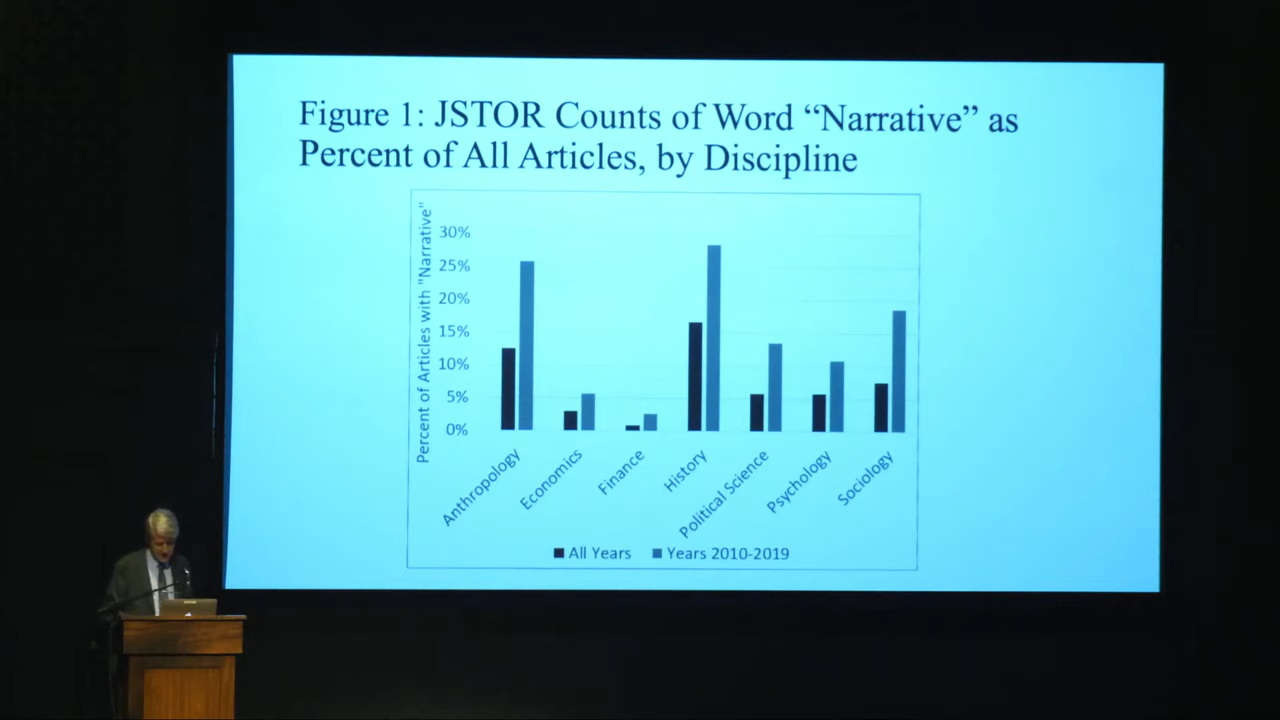 Figure 1: JSTOR Counts of Word “Narrative” as
Percent of All Articles, by Discipline
Percent of Articles with "Narrative"
30%
25%
20%
15%
10%
5%
0%
Anthropology
Economics
Finance
History
Political Science
Psychology
Sociology
All Years
Years 2010-2019